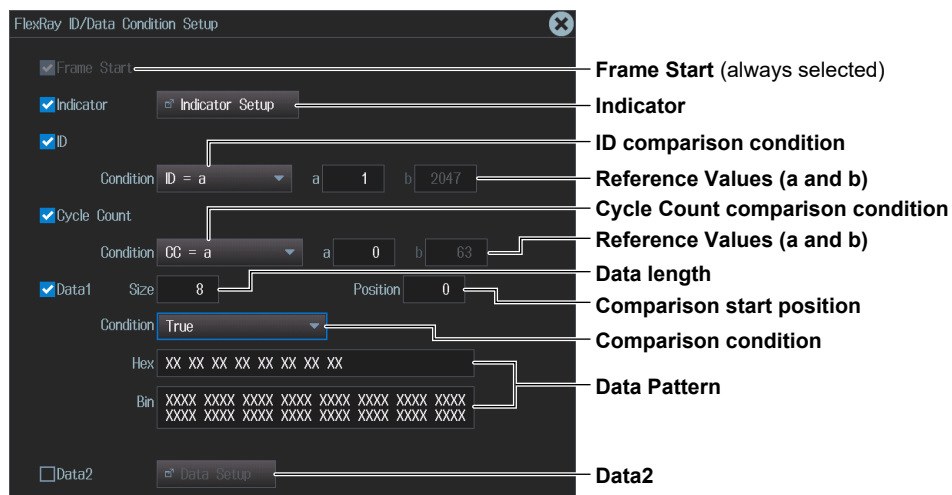 FlexRay ID/Data Condition Setup
Frame Start
Frame Start (always selected)
Indicator
Indicator Setup
Indicator
ID
ID comparison condition
Condition ID = a a 1 b 2047
Reference Values (a and b)
Cycle Count
Cycle Count comparison condition
Condition CC = a a 0 b 63
Reference Values (a and b)
Data length
Data1 Size 8 Position 0
Comparison start position
Condition True
Comparison condition
Hex XX XX XX XX XX XX XX XX
Data Pattern
Bin XXXX XXXX XXXX XXXX XXXX XXXX XXXX XXXX
XXXX XXXX XXXX XXXX XXXX XXXX XXXX XXXX
Data2 Data Setup
Data2